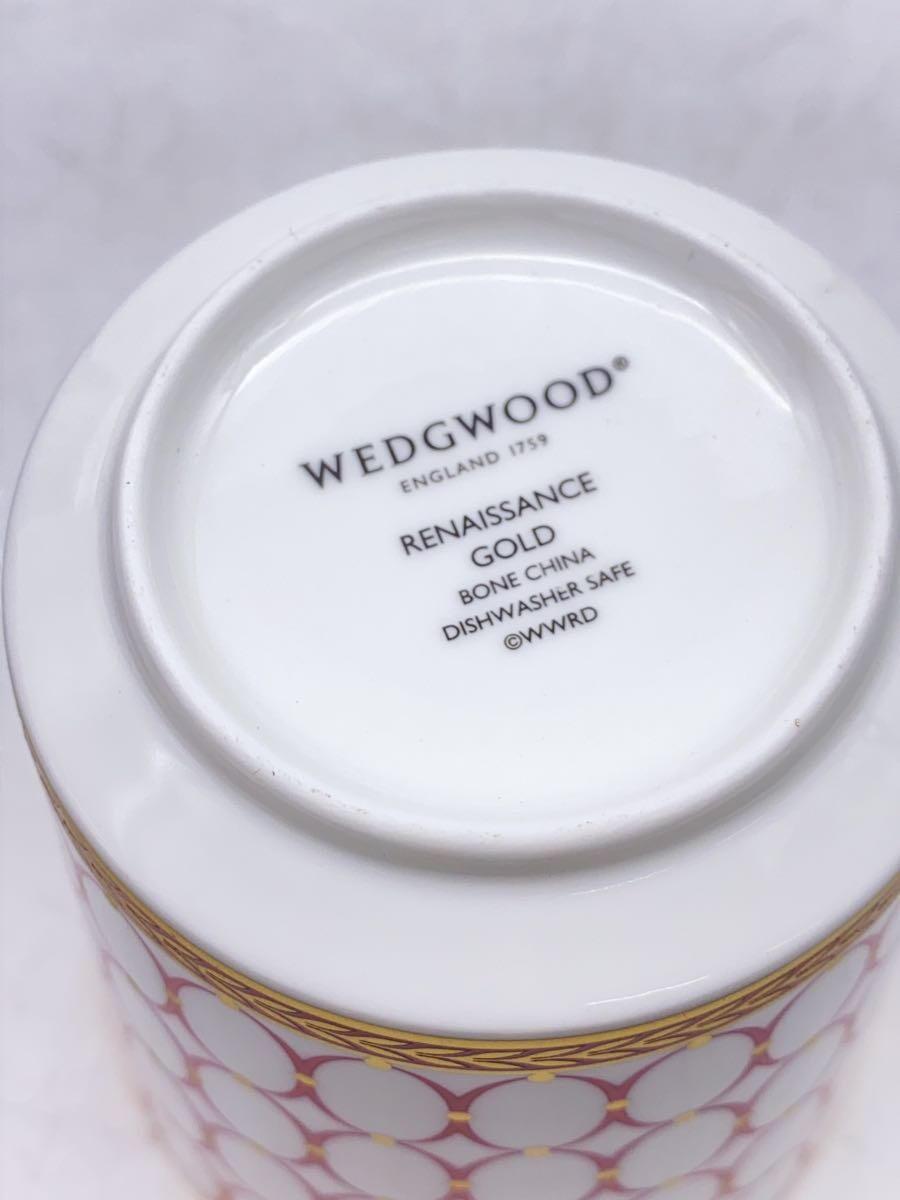 WEDGWOOD®
ENGLAND 1759
RENAISSANCE
GOLD
BONE CHINA
DISHWASHER SAFE
©WWRD